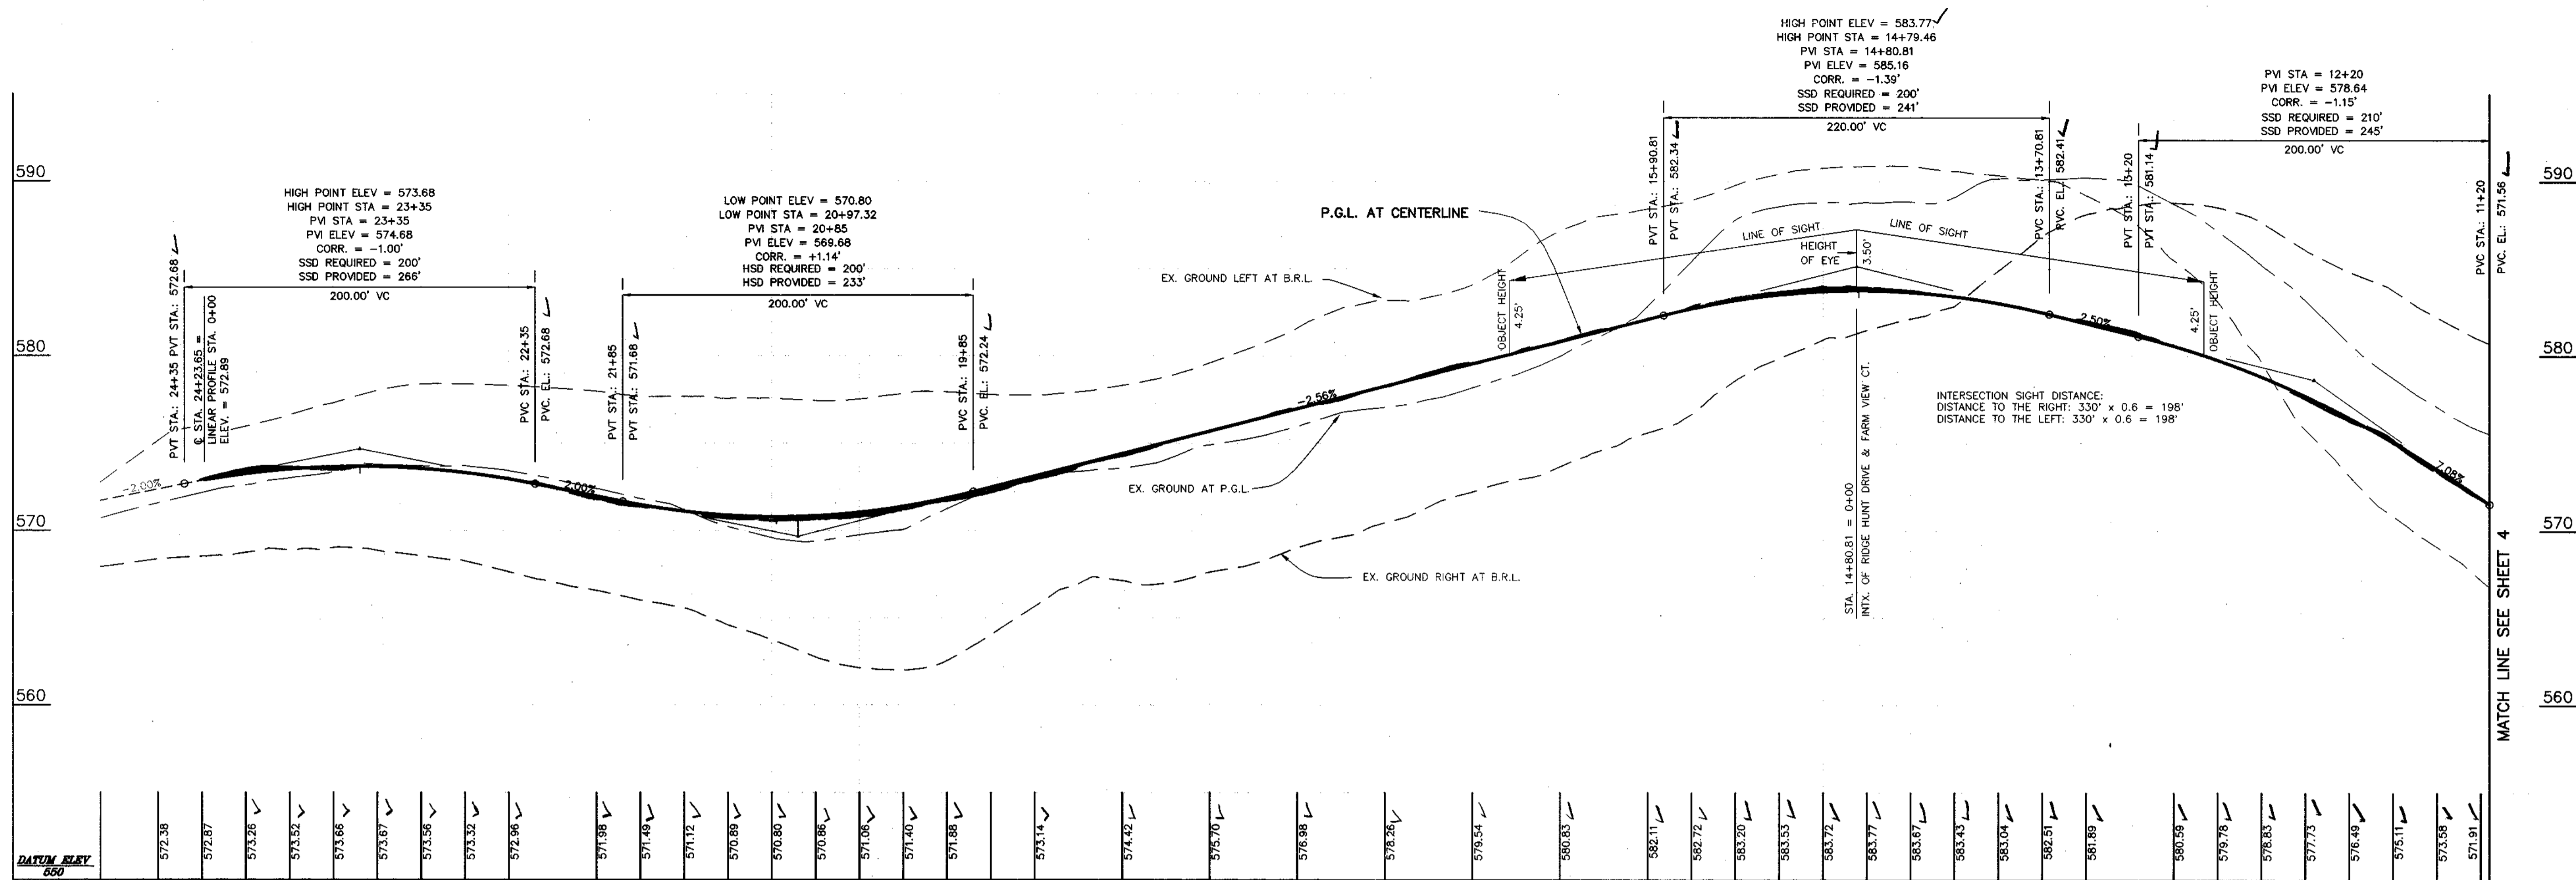 HIGH POINT ELEV = 573.68
HIGH POINT STA = 23+35
PVI STA = 23+35
PVI ELEV = 574.68
CORR. = -1.00'
SSD REQUIRED = 200'
SSD PROVIDED = 266'
200.00' VC
LOW POINT ELEV = 570.80
LOW POINT STA = 20+97.32
PVI STA = 20+85
PVI ELEV = 569.68
CORR. = +1.14'
HSD REQUIRED = 200'
HSD PROVIDED = 233'
200.00' VC
HIGH POINT ELEV = 583.77
HIGH POINT STA = 14+79.46
PVI STA = 14+80.81
PVI ELEV = 585.16
CORR. = -1.39'
SSD REQUIRED = 200'
SSD PROVIDED = 241'
220.00' VC
PVI STA = 12+20
PVI ELEV = 578.64
CORR. = -1.15'
SSD REQUIRED = 210'
SSD PROVIDED = 245'
200.00' VC
590
580
570
560
DATUM ELEV
550
PVT STA.: 24+35 PVT STA.: 572.68
℄ STA. 24+23.65 =
LINEAR PROFILE STA. 0+00
ELEV. = 572.89
PVC STA.: 22+35
PVC. EL.: 572.68
PVT STA.: 21+85
PVT STA.: 571.68
PVC STA.: 19+85
PVC. EL.: 572.24
PVT STA.: 15+90.81
PVT STA.: 582.34
PVC STA.: 13+70.81
PVC. EL.: 582.41
PVT STA.: 13+20
PVT STA.: 581.14
PVC STA.: 11+20
PVC. EL.: 571.56
590
580
570
560
P.G.L. AT CENTERLINE
LINE OF SIGHT
LINE OF SIGHT
HEIGHT
OF EYE
3.50'
OBJECT HEIGHT
4.25'
4.25'
OBJECT HEIGHT
EX. GROUND LEFT AT B.R.L.
EX. GROUND AT P.G.L.
EX. GROUND RIGHT AT B.R.L.
-2.00%
2.00%
-2.56%
2.50%
7.08%
STA. 14+80.81 = 0+00
INTX. OF RIDGE HUNT DRIVE & FARM VIEW CT.
INTERSECTION SIGHT DISTANCE:
DISTANCE TO THE RIGHT: 330' x 0.6 = 198'
DISTANCE TO THE LEFT: 330' x 0.6 = 198'
MATCH LINE SEE SHEET 4
572.38
572.87
573.26
573.52
573.66
573.67
573.56
573.32
572.96
571.98
571.49
571.12
570.89
570.80
570.86
571.06
571.40
571.88
573.14
574.42
575.70
576.98
578.26
579.54
580.83
582.11
582.72
583.20
583.53
583.72
583.77
583.67
583.43
583.04
582.51
581.89
580.59
579.78
578.83
577.73
576.49
575.11
573.58
571.91